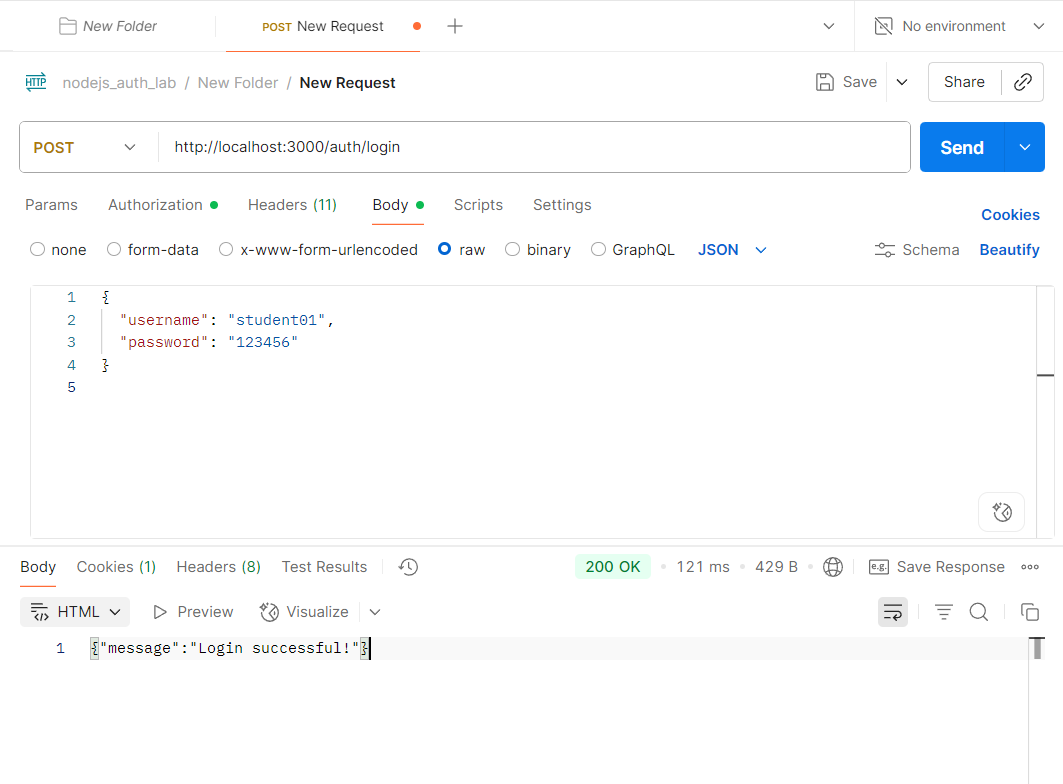 New Folder
POST New Request
No environment
HTTP nodejs_auth_lab / New Folder / New Request
Save
Share
POST
http://localhost:3000/auth/login
Send
Params
Authorization
Headers (11)
Body
Scripts
Settings
Cookies
none
form-data
x-www-form-urlencoded
raw
binary
GraphQL
JSON
Schema
Beautify
1 {
2 "username": "student01",
3 "password": "123456"
4 }
5
Body
Cookies (1)
Headers (8)
Test Results
200 OK
121 ms
429 B
e.g. Save Response
HTML
Preview
Visualize
1 {"message":"Login successful!"}